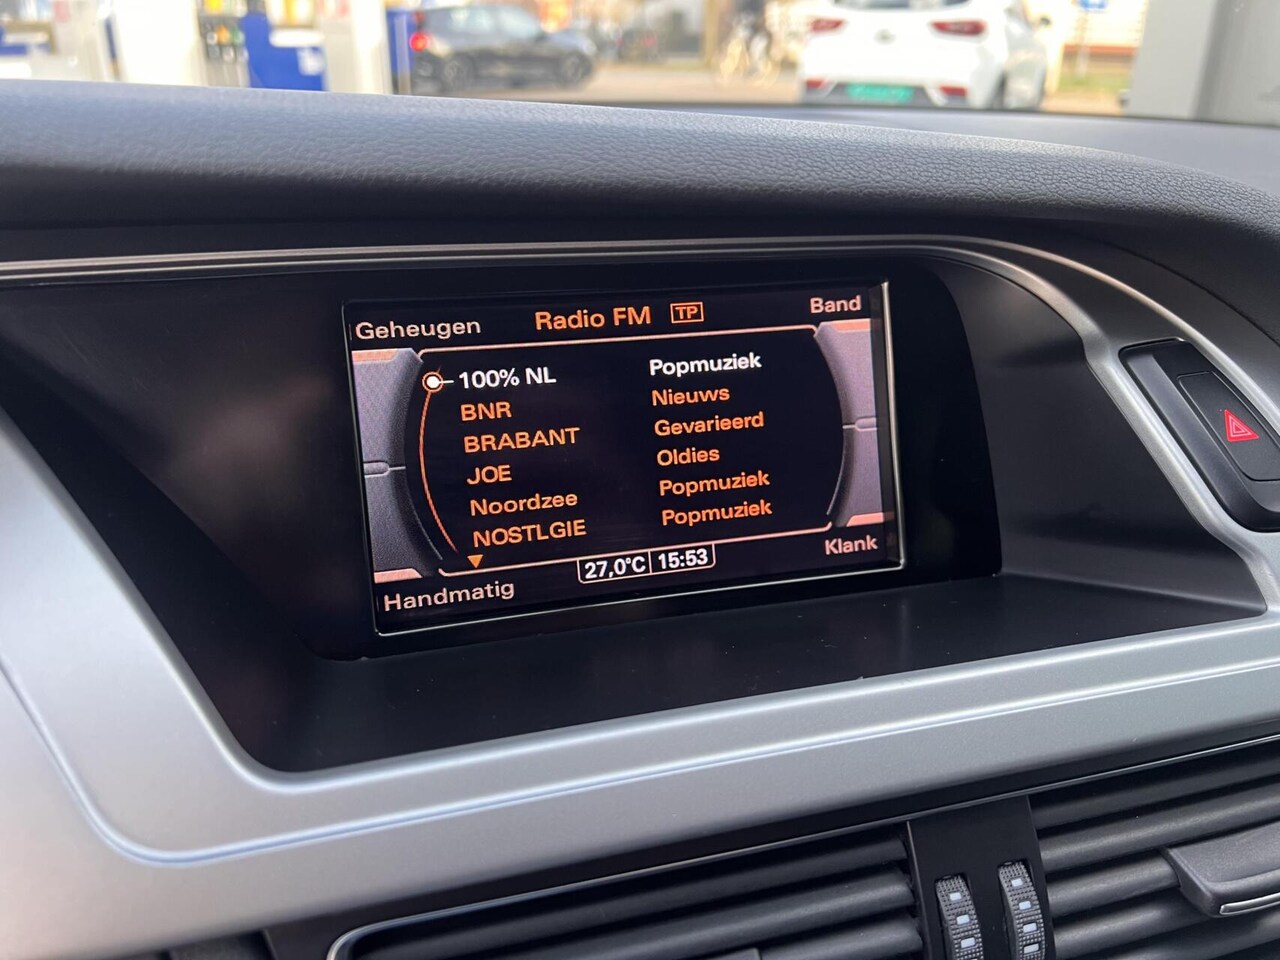 Geheugen Radio FM TP Band
100% NL Popmuziek
BNR Nieuws
BRABANT Gevarieerd
JOE Oldies
Noordzee Popmuziek
NOSTLGIE Popmuziek
Handmatig 27,0°C 15:53 Klank